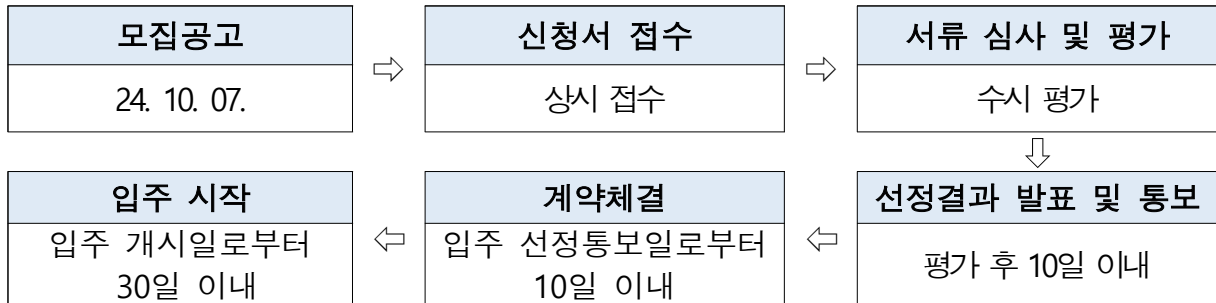 모집공고
24. 10. 07.
신청서 접수
상시 접수
서류 심사 및 평가
수시 평가
선정결과 발표 및 통보
평가 후 10일 이내
계약체결
입주 선정통보일로부터
10일 이내
입주 시작
입주 개시일로부터
30일 이내